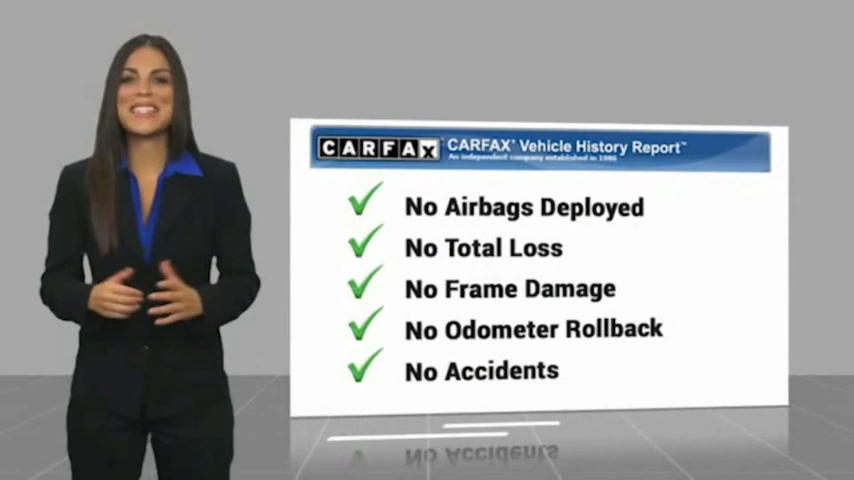 CARFAX CARFAX® Vehicle History Report™
An independent company established in 1986
No Airbags Deployed
No Total Loss
No Frame Damage
No Odometer Rollback
No Accidents
No Accidents